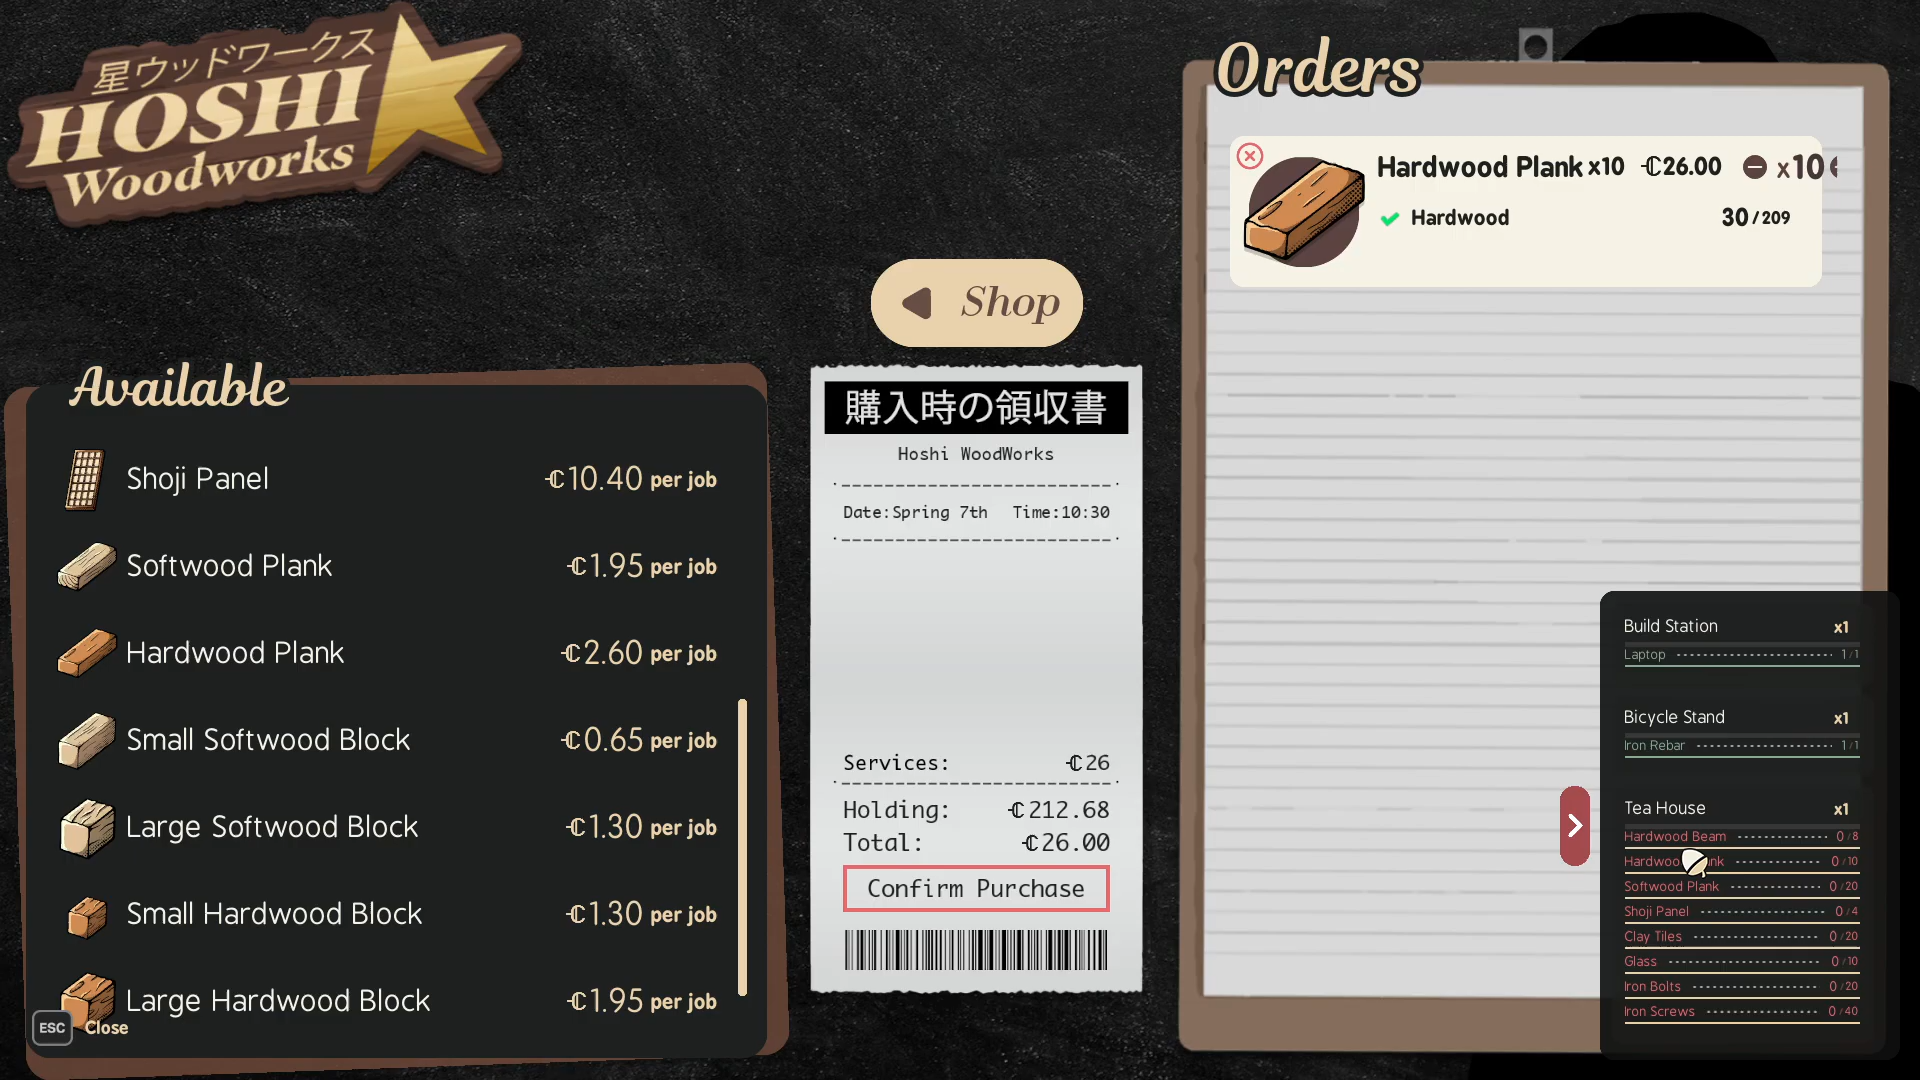 星ウッドワークス
HOSHI
Woodworks
Orders
Hardwood Plank x10 ₡26.00 x10
Hardwood 30/209
Shop
Available
Shoji Panel ₡10.40 per job
Softwood Plank ₡1.95 per job
Hardwood Plank ₡2.60 per job
Small Softwood Block ₡0.65 per job
Large Softwood Block ₡1.30 per job
Small Hardwood Block ₡1.30 per job
Large Hardwood Block ₡1.95 per job
ESC Close
購入時の領収書
Hoshi WoodWorks
Date:Spring 7th Time:10:30
Services: ₡26
Holding: ₡212.68
Total: ₡26.00
Confirm Purchase
Build Station x1
Laptop 1/1
Bicycle Stand x1
Iron Rebar 1/1
Tea House x1
Hardwood Beam 0/8
0/10
Softwood Plank 0/20
Shoji Panel 0/4
Clay Tiles 0/20
Glass 0/10
Iron Bolts 0/20
Iron Screws 0/40